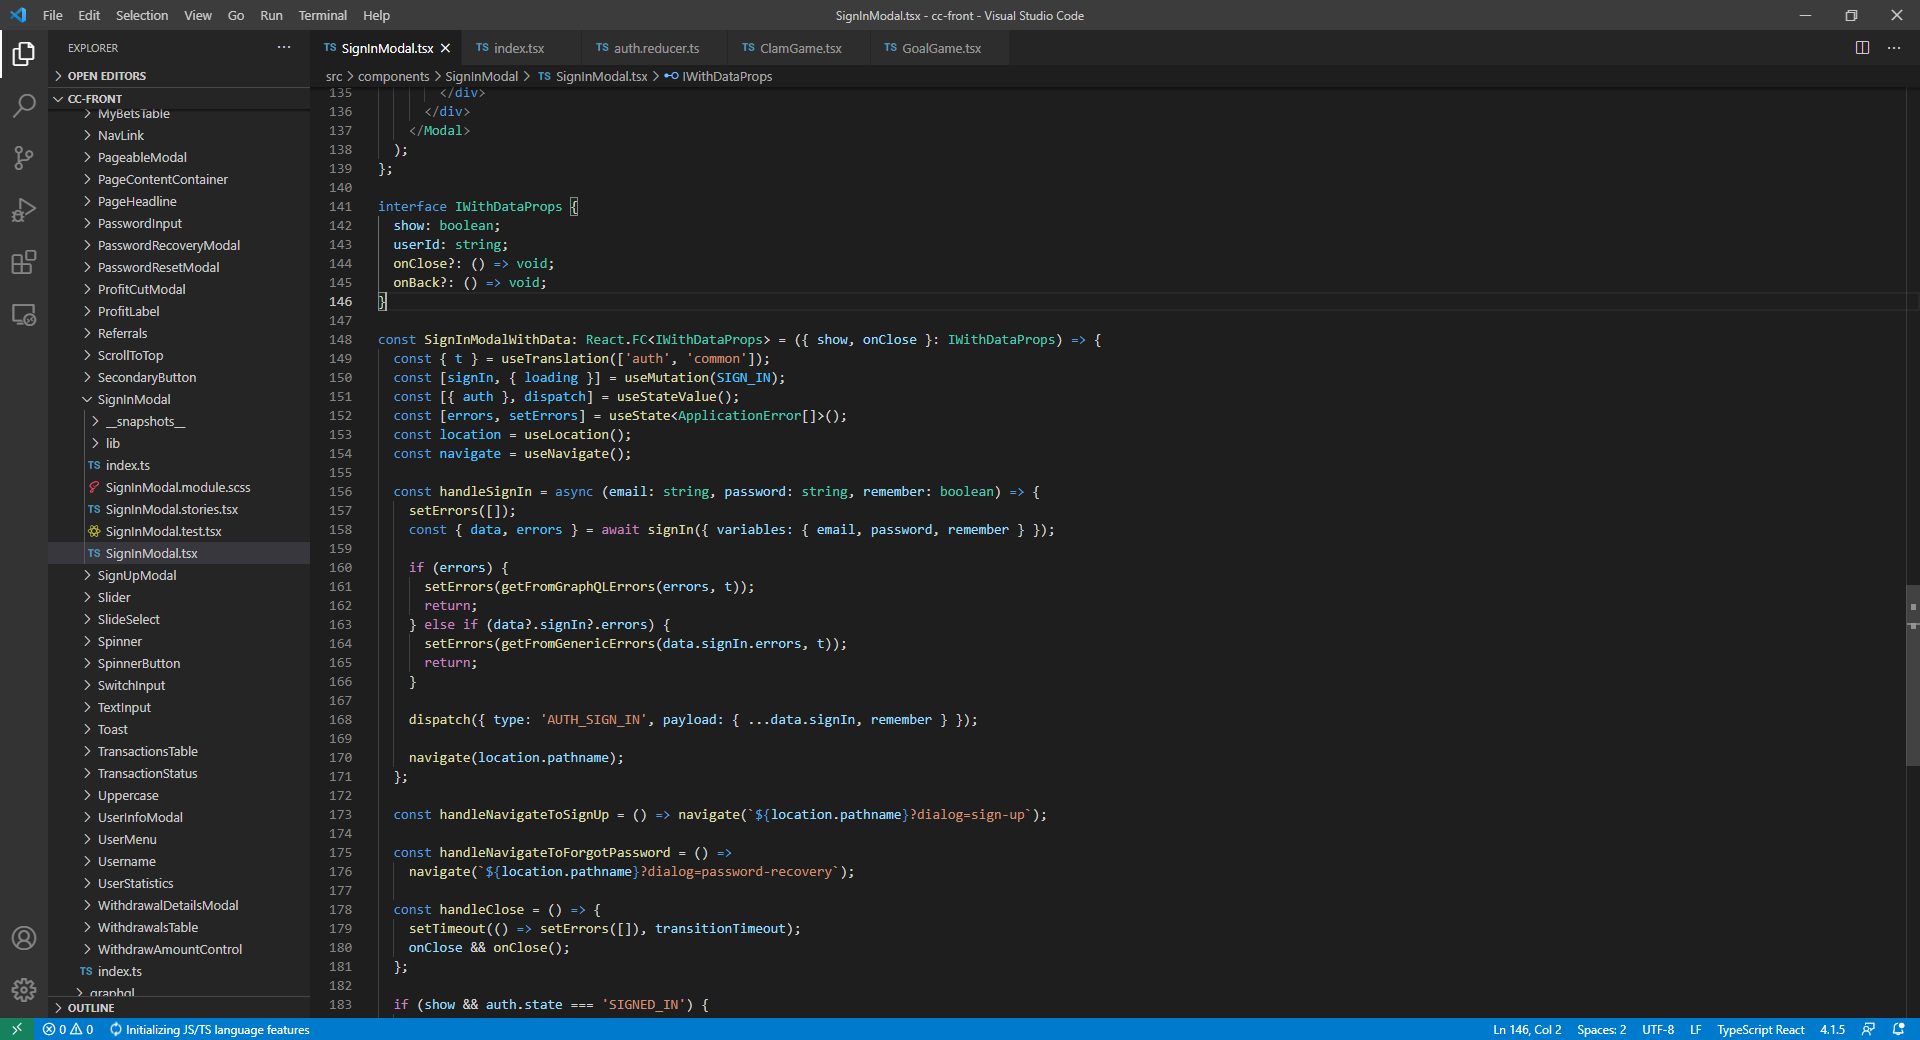 File Edit Selection View Go Run Terminal Help
SignInModal.tsx - cc-front - Visual Studio Code
EXPLORER
OPEN EDITORS
CC-FRONT
MyBetsTable
NavLink
PageableModal
PageContentContainer
PageHeadline
PasswordInput
PasswordRecoveryModal
PasswordResetModal
ProfitCutModal
ProfitLabel
Referrals
ScrollToTop
SecondaryButton
SignInModal
__snapshots__
lib
TS index.ts
SignInModal.module.scss
TS SignInModal.stories.tsx
SignInModal.test.tsx
TS SignInModal.tsx
SignUpModal
Slider
SlideSelect
Spinner
SpinnerButton
SwitchInput
TextInput
Toast
TransactionsTable
TransactionStatus
Uppercase
UserInfoModal
UserMenu
Username
UserStatistics
WithdrawalDetailsModal
WithdrawalsTable
WithdrawAmountControl
TS index.ts
graphql
OUTLINE
TS SignInModal.tsx TS index.tsx TS auth.reducer.ts TS ClamGame.tsx TS GoalGame.tsx
src > components > SignInModal > TS SignInModal.tsx > IWithDataProps
135 </div>
136 </div>
137 </Modal>
138 );
139 };
140
141 interface IWithDataProps {
142 show: boolean;
143 userId: string;
144 onClose?: () => void;
145 onBack?: () => void;
146 }
147
148 const SignInModalWithData: React.FC<IWithDataProps> = ({ show, onClose }: IWithDataProps) => {
149 const { t } = useTranslation(['auth', 'common']);
150 const [signIn, { loading }] = useMutation(SIGN_IN);
151 const [{ auth }, dispatch] = useStateValue();
152 const [errors, setErrors] = useState<ApplicationError[]>();
153 const location = useLocation();
154 const navigate = useNavigate();
155
156 const handleSignIn = async (email: string, password: string, remember: boolean) => {
157 setErrors([]);
158 const { data, errors } = await signIn({ variables: { email, password, remember } });
159
160 if (errors) {
161 setErrors(getFromGraphQLErrors(errors, t));
162 return;
163 } else if (data?.signIn?.errors) {
164 setErrors(getFromGenericErrors(data.signIn.errors, t));
165 return;
166 }
167
168 dispatch({ type: 'AUTH_SIGN_IN', payload: { ...data.signIn, remember } });
169
170 navigate(location.pathname);
171 };
172
173 const handleNavigateToSignUp = () => navigate(`${location.pathname}?dialog=sign-up`);
174
175 const handleNavigateToForgotPassword = () =>
176 navigate(`${location.pathname}?dialog=password-recovery`);
177
178 const handleClose = () => {
179 setTimeout(() => setErrors([]), transitionTimeout);
180 onClose && onClose();
181 };
182
183 if (show && auth.state === 'SIGNED_IN') {
0 0 Initializing JS/TS language features Ln 146, Col 2 Spaces: 2 UTF-8 LF TypeScript React 4.1.5